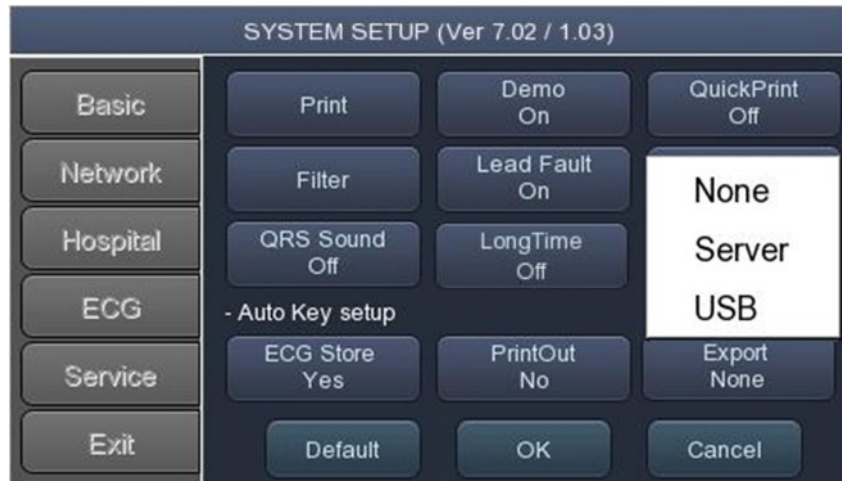 SYSTEM SETUP (Ver 7.02 / 1.03)
Basic
Network
Hospital
ECG
Service
Exit
Print
Demo
On
QuickPrint
Off
Filter
Lead Fault
On
QRS Sound
Off
LongTime
Off
None
Server
USB
- Auto Key setup
ECG Store
Yes
PrintOut
No
Export
None
Default
OK
Cancel